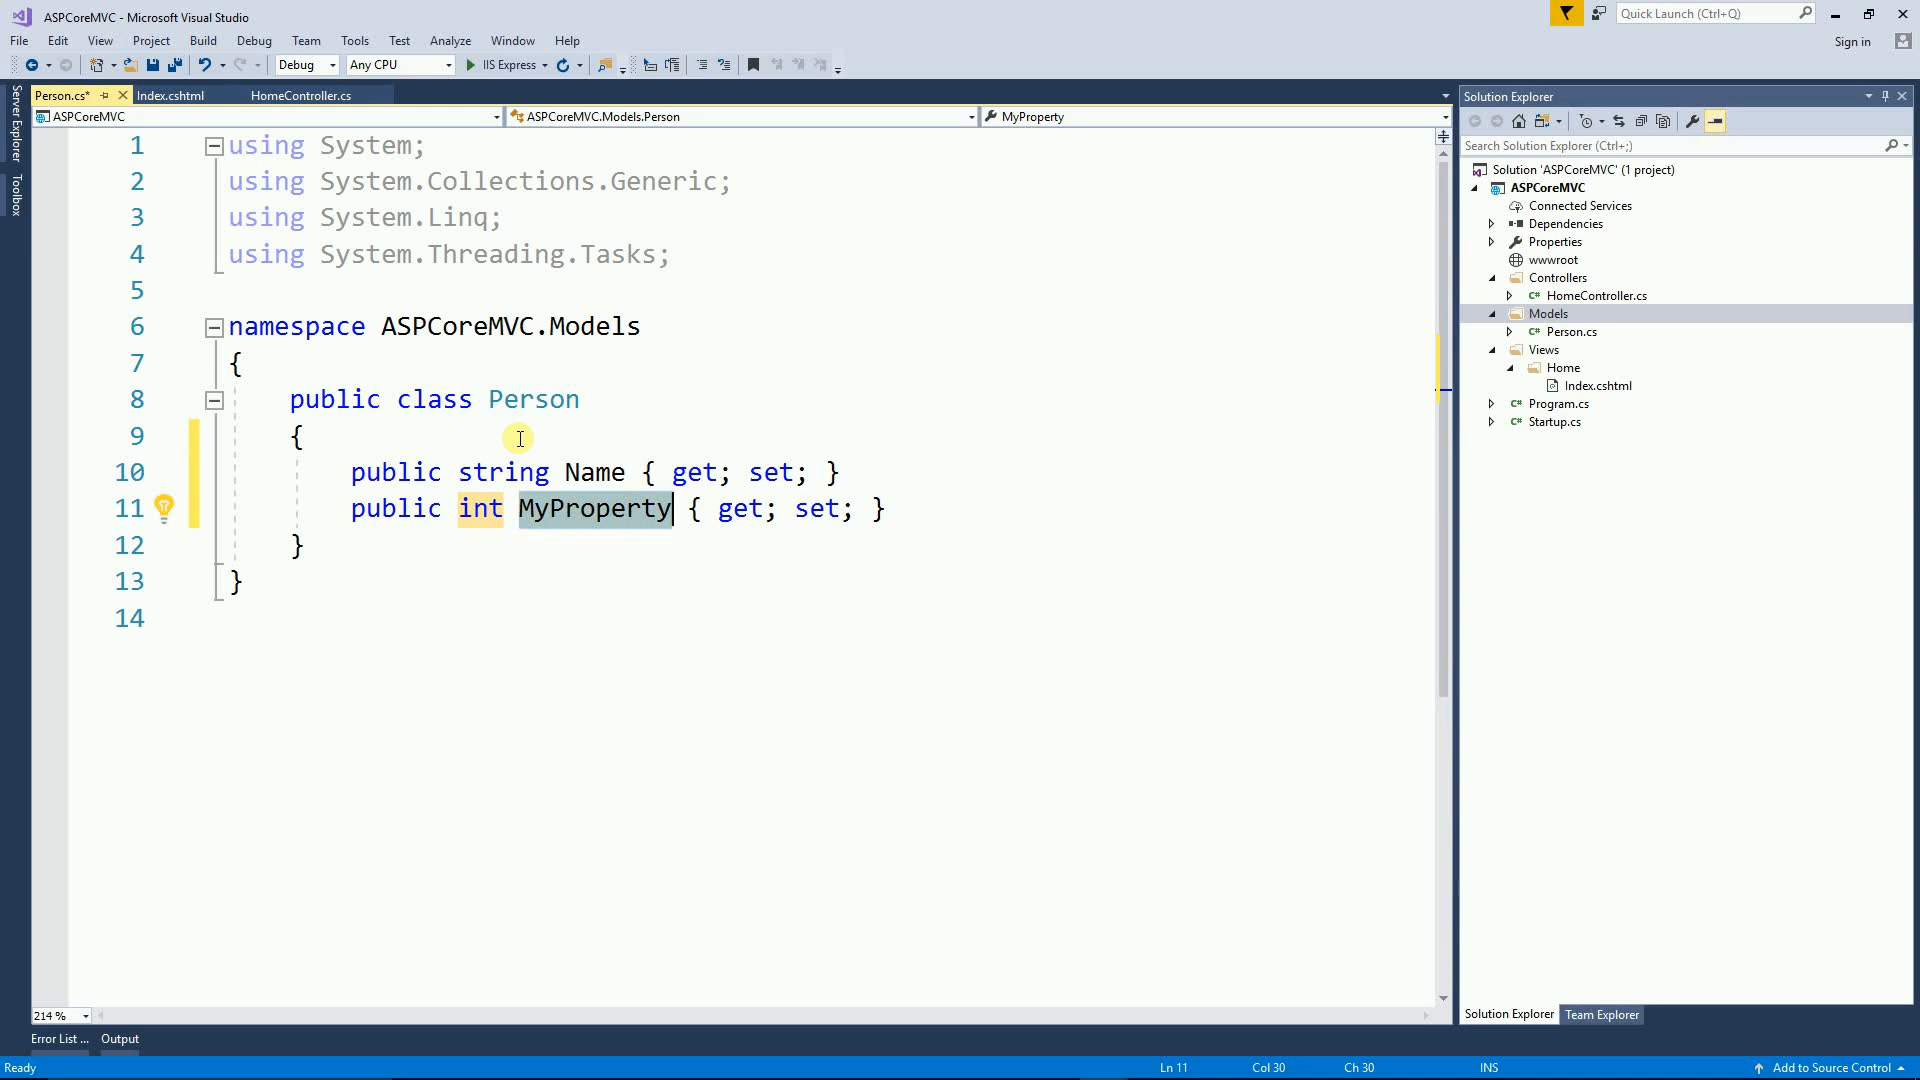 ASPCoreMVC - Microsoft Visual Studio
Quick Launch (Ctrl+Q)
File Edit View Project Build Debug Team Tools Test Analyze Window Help
Sign in
Debug Any CPU IIS Express
Server Explorer
Toolbox
Person.cs* Index.cshtml HomeController.cs
ASPCoreMVC ASPCoreMVC.Models.Person MyProperty
1 using System;
2 using System.Collections.Generic;
3 using System.Linq;
4 using System.Threading.Tasks;
5
6 namespace ASPCoreMVC.Models
7 {
8 public class Person
9 {
10 public string Name { get; set; }
11 public int MyProperty { get; set; }
12 }
13 }
14
214 %
Solution Explorer
Search Solution Explorer (Ctrl+;)
Solution 'ASPCoreMVC' (1 project)
ASPCoreMVC
Connected Services
Dependencies
Properties
wwwroot
Controllers
C# HomeController.cs
Models
C# Person.cs
Views
Home
Index.cshtml
C# Program.cs
C# Startup.cs
Solution Explorer Team Explorer
Error List ... Output
Ready Ln 11 Col 30 Ch 30 INS Add to Source Control